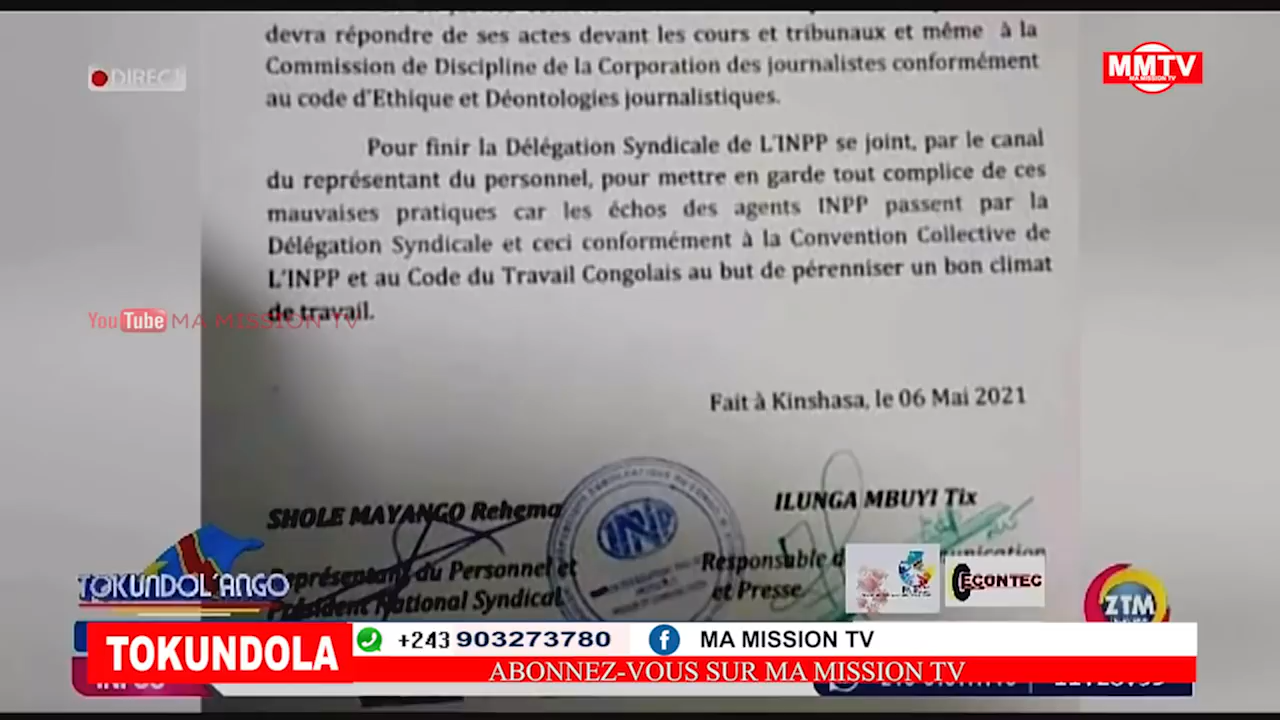 devra répondre de ses actes devant les cours et tribunaux et même à la
Commission de Discipline de la Corporation des journalistes conformément
au code d'Ethique et Déontologies journalistiques.
Pour finir la Délégation Syndicale de L'INPP se joint, par le canal
du représentant du personnel, pour mettre en garde tout complice de ces
mauvaises pratiques car les échos des agents INPP passent par la
Délégation Syndicale et ceci conformément à la Convention Collective de
L'INPP et au Code du Travail Congolais au but de pérenniser un bon climat
de travail.
Fait à Kinshasa, le 06 Mai 2021
SHOLE MAYANGO Rehema
ILUNGA MBUYI Tix
Représentant du Personnel et
Président National Syndical
Responsable
et Presse
DIRECT
MMTV
MA MISSION TV
YouTube MA MISSION TV
TOKUNDOL'ANGO
ECONTEC
ZTM
TOKUNDOLA
+243 903273780
MA MISSION TV
ABONNEZ-VOUS SUR MA MISSION TV